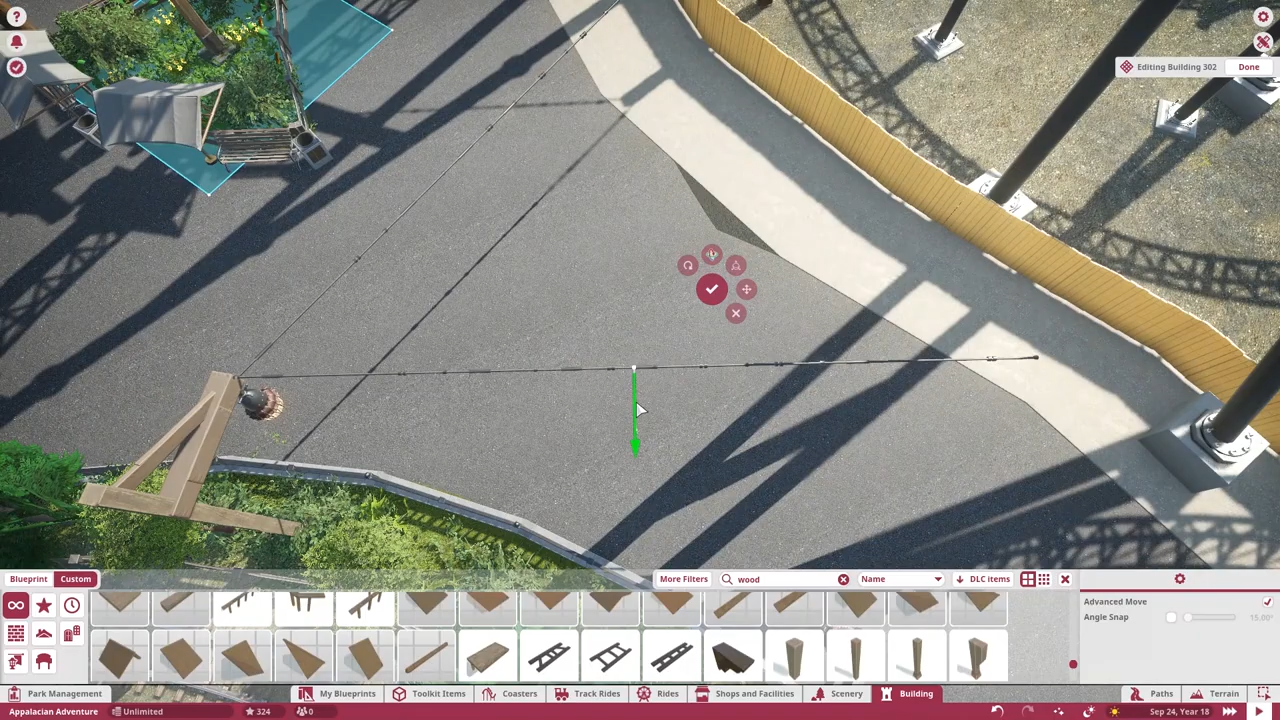 Editing Building 302
Done
Blueprint
Custom
More Filters
wood
Name
DLC items
Advanced Move
Angle Snap
15.00°
Park Management
My Blueprints
Toolkit Items
Coasters
Track Rides
Rides
Shops and Facilities
Scenery
Building
Paths
Terrain
Appalachian Adventure
Unlimited
324
0
Sep 24, Year 18